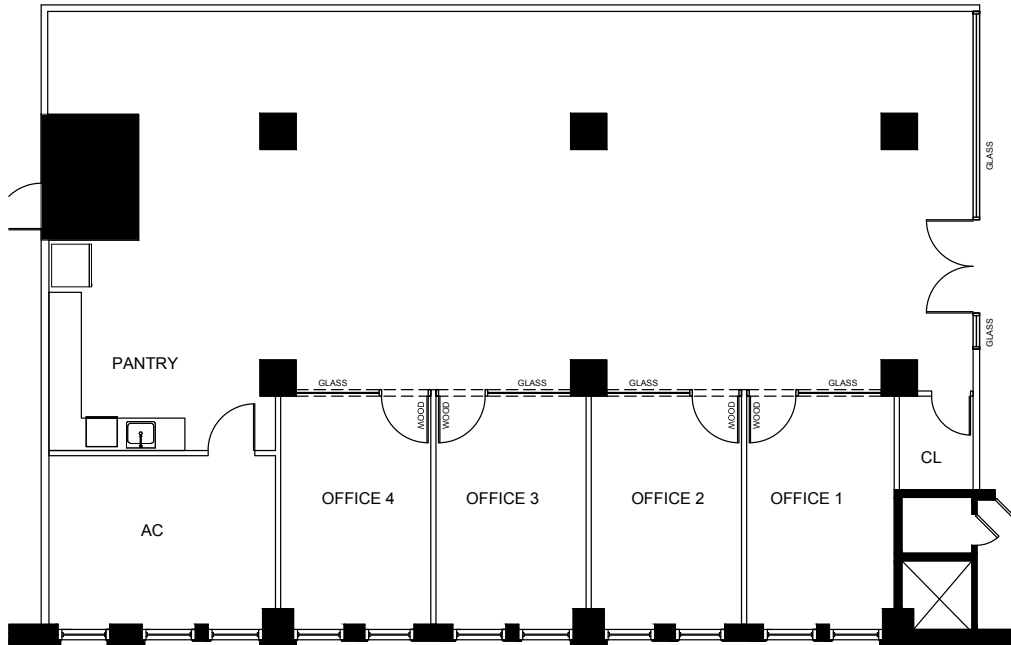 GLASS
GLASS
PANTRY
GLASS
GLASS
GLASS
GLASS
WOOD
WOOD
WOOD
WOOD
CL
OFFICE 4
OFFICE 3
OFFICE 2
OFFICE 1
AC